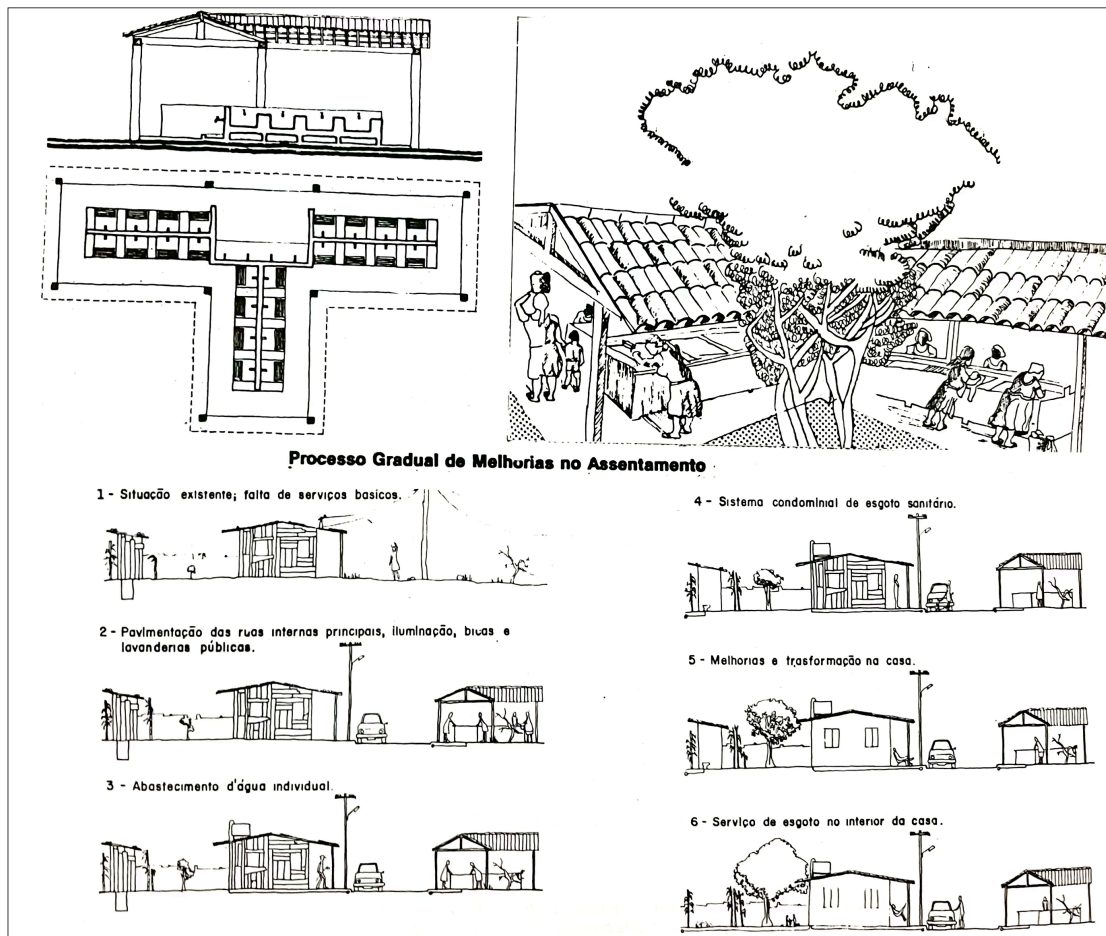 Processo Gradual de Melhorias no Assentamento
1 - Situação existente; falta de serviços basicos.
2 - Pavimentação das ruas internas principais, iluminação, bicas e
lavanderias públicas.
3 - Abastecimento d'água individual.
4 - Sistema condominial de esgoto sanitário.
5 - Melhorias e trasformação na casa.
6 - Serviço de esgoto no interior da casa.